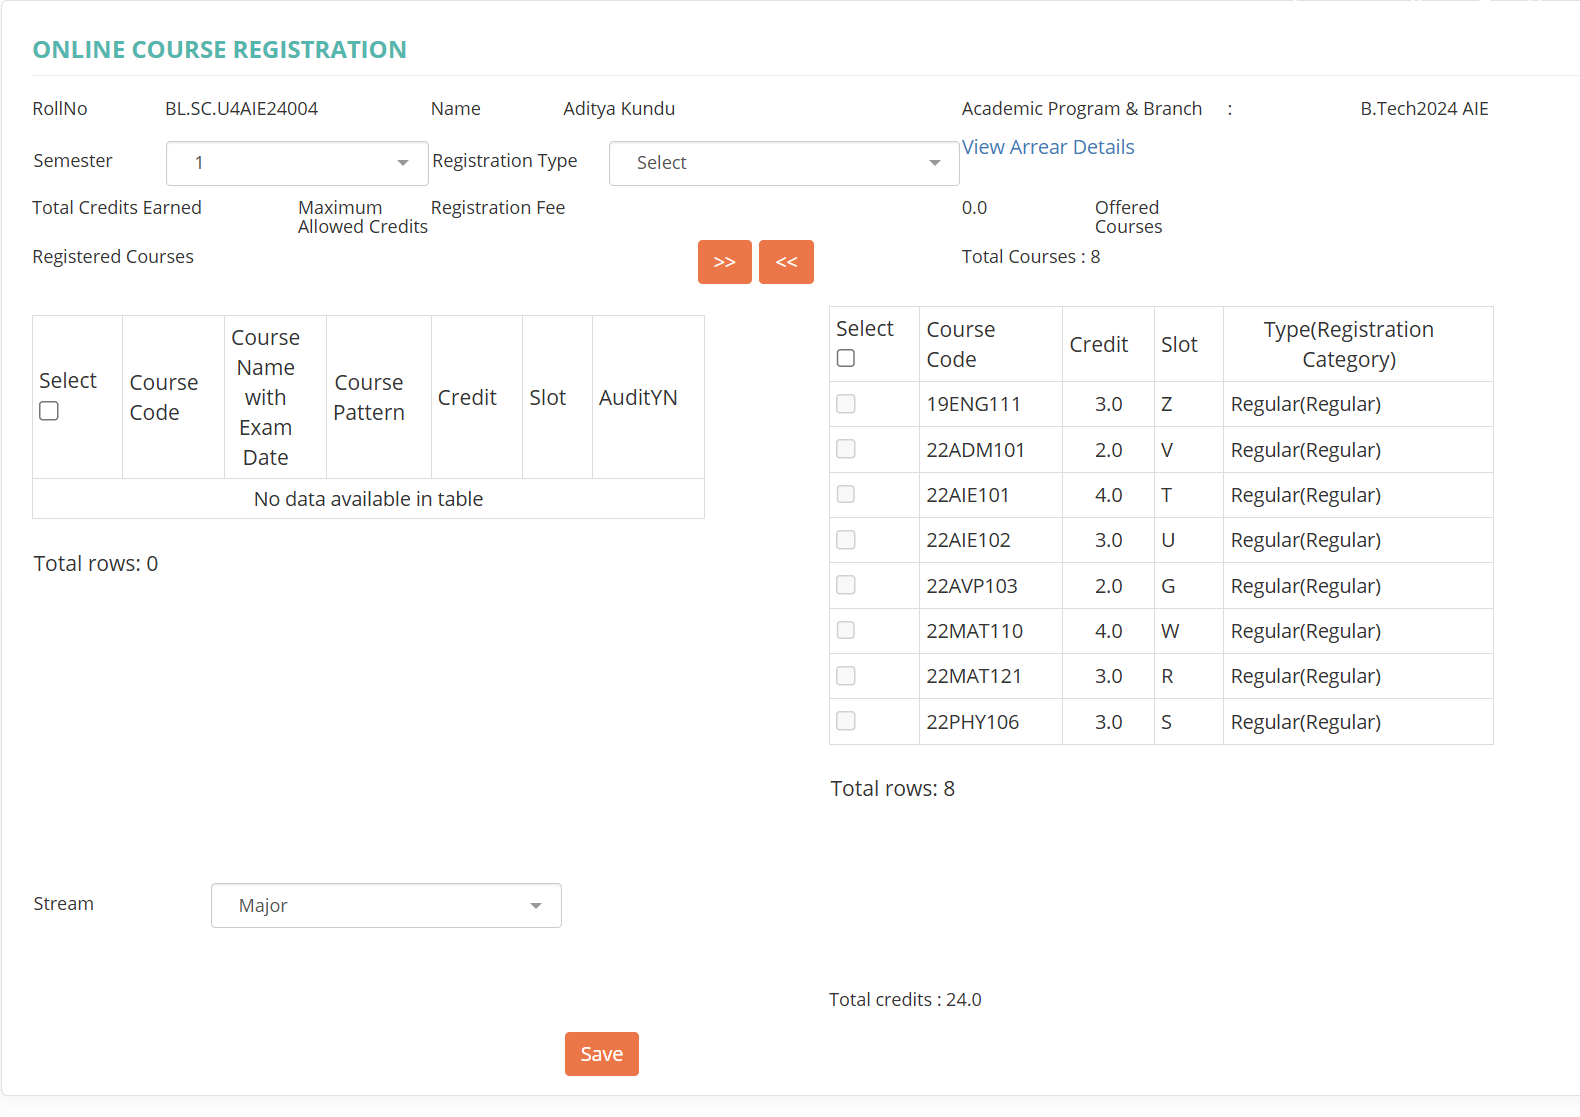 ONLINE COURSE REGISTRATION
RollNo BL.SC.U4AIE24004 Name Aditya Kundu Academic Program & Branch : B.Tech2024 AIE
Semester 1 Registration Type Select View Arrear Details
Total Credits Earned Maximum Allowed Credits Registration Fee 0.0 Offered Courses
Registered Courses >> << Total Courses : 8
Select Course Code Course Name with Exam Date Course Pattern Credit Slot AuditYN
No data available in table
Total rows: 0
Select Course Code Credit Slot Type(Registration Category)
19ENG111 3.0 Z Regular(Regular)
22ADM101 2.0 V Regular(Regular)
22AIE101 4.0 T Regular(Regular)
22AIE102 3.0 U Regular(Regular)
22AVP103 2.0 G Regular(Regular)
22MAT110 4.0 W Regular(Regular)
22MAT121 3.0 R Regular(Regular)
22PHY106 3.0 S Regular(Regular)
Total rows: 8
Stream Major
Total credits : 24.0
Save